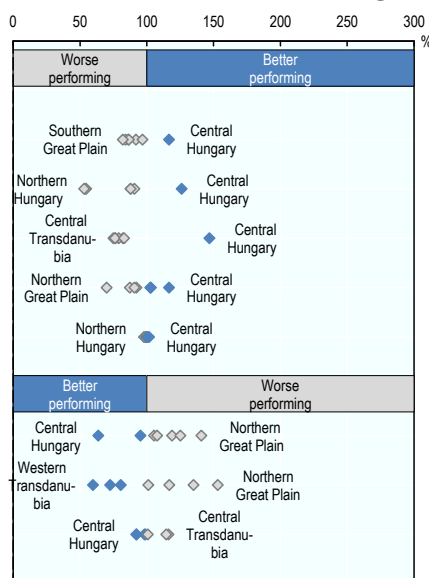 0 50 100 150 200 250 300
%
Worse performing
Better performing
Southern Great Plain
Central Hungary
Northern Hungary
Central Hungary
Central Transdanu-bia
Central Hungary
Northern Great Plain
Central Hungary
Northern Hungary
Central Hungary
Better performing
Worse performing
Central Hungary
Northern Great Plain
Western Transdanu-bia
Northern Great Plain
Central Hungary
Central Transdanu-bia